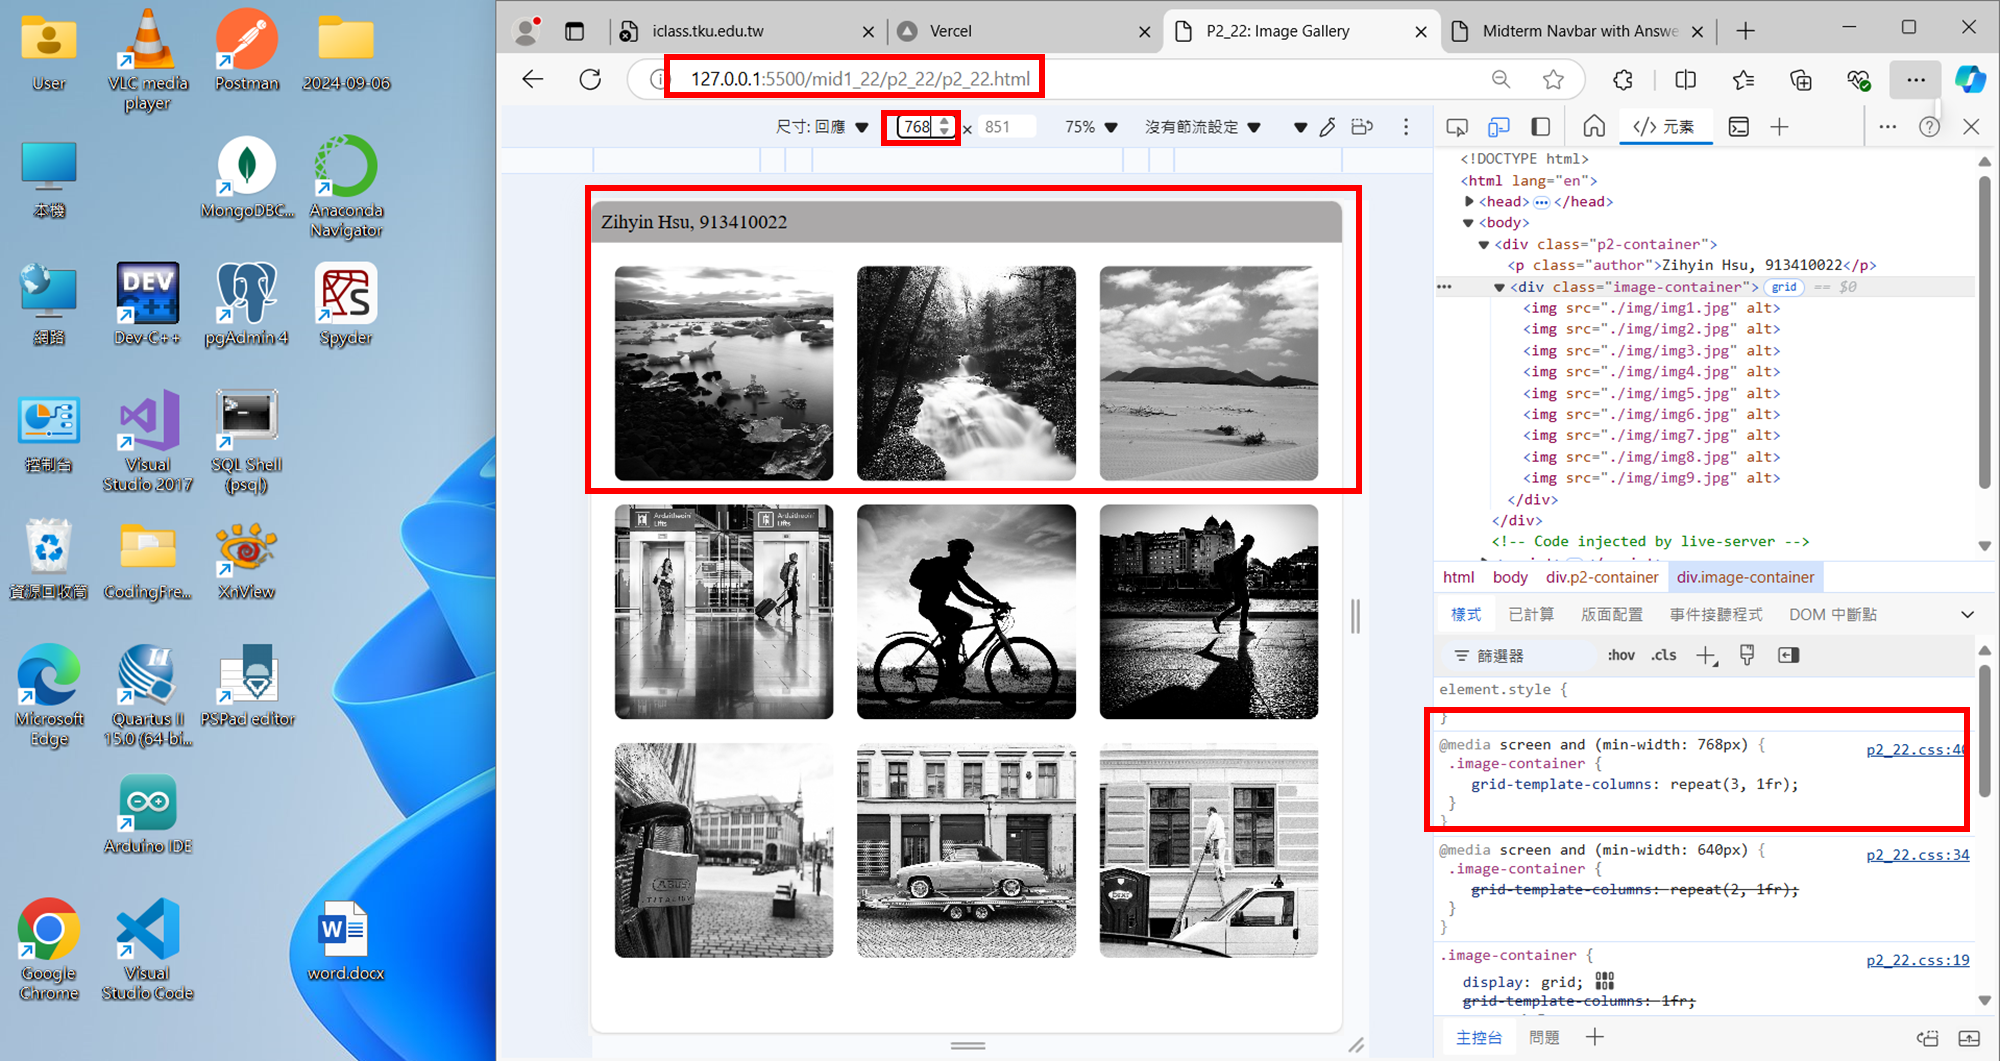 User
VLC media
player
Postman
2024-09-06
本機
MongoDBC...
Anaconda
Navigator
網路
Dev-C++
pgAdmin 4
Spyder
控制台
Visual
Studio 2017
SQL Shell
(psql)
資源回收筒
CodingFre...
XnView
Microsoft
Edge
Quartus II
15.0 (64-bi...
PSPad editor
Arduino IDE
Google
Chrome
Visual
Studio Code
word.docx
iclass.tku.edu.tw
Vercel
P2_22: Image Gallery
Midterm Navbar with Answe
127.0.0.1:5500/mid1_22/p2_22/p2_22.html
尺寸: 回應 768 × 851 75% 沒有節流設定
Zihyin Hsu, 913410022
Ardaitheoirí
Lifts
Ardaitheoirí
Lifts
ABUS
TITALIUM
元素
<!DOCTYPE html>
<html lang="en">
<head> ••• </head>
<body>
<div class="p2-container">
<p class="author">Zihyin Hsu, 913410022</p>
••• <div class="image-container"> grid == $0
<img src="./img/img1.jpg" alt>
<img src="./img/img2.jpg" alt>
<img src="./img/img3.jpg" alt>
<img src="./img/img4.jpg" alt>
<img src="./img/img5.jpg" alt>
<img src="./img/img6.jpg" alt>
<img src="./img/img7.jpg" alt>
<img src="./img/img8.jpg" alt>
<img src="./img/img9.jpg" alt>
</div>
</div>
<!-- Code injected by live-server -->
html body div.p2-container div.image-container
樣式 已計算 版面配置 事件接聽程式 DOM 中斷點
篩選器 :hov .cls
element.style {
}
@media screen and (min-width: 768px) {
.image-container { p2_22.css:40
grid-template-columns: repeat(3, 1fr);
}
}
@media screen and (min-width: 640px) {
.image-container { p2_22.css:34
grid-template-columns: repeat(2, 1fr);
}
}
.image-container { p2_22.css:19
display: grid;
grid-template-columns: 1fr;
主控台 問題